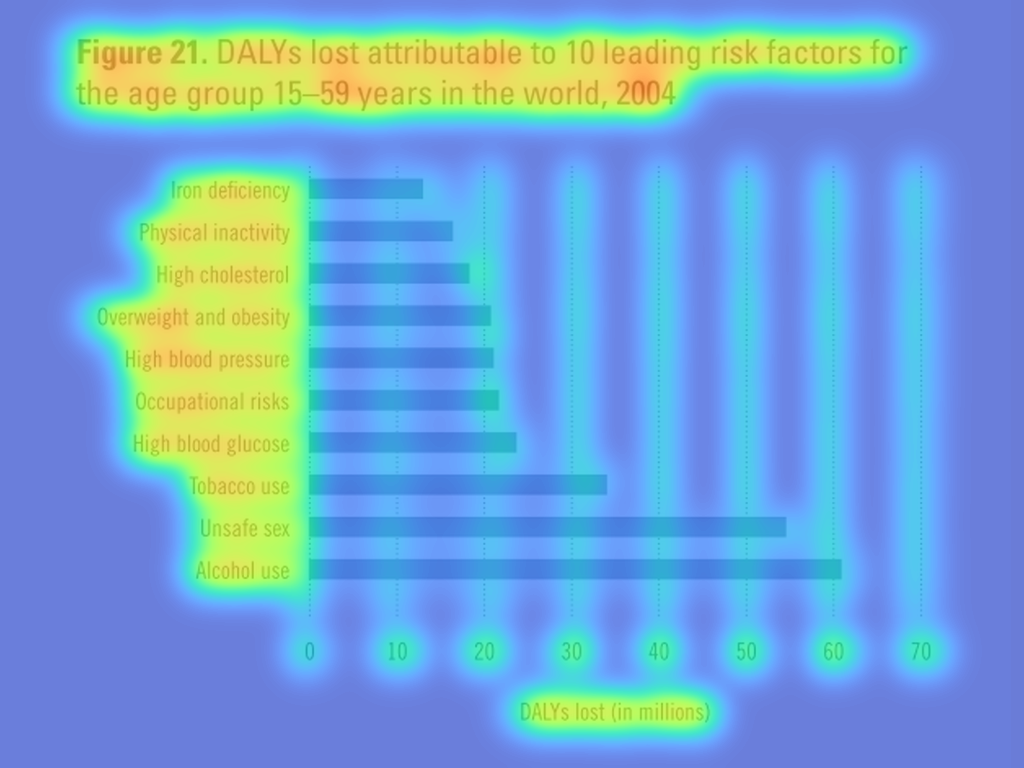 Figure 21. DALYs lost attributable to 10 leading risk factors for
the age group 15–59 years in the world, 2004
Iron deficiency
Physical inactivity
High cholesterol
Overweight and obesity
High blood pressure
Occupational risks
High blood glucose
Tobacco use
Unsafe sex
Alcohol use
0 10 20 30 40 50 60 70
DALYs lost (in millions)